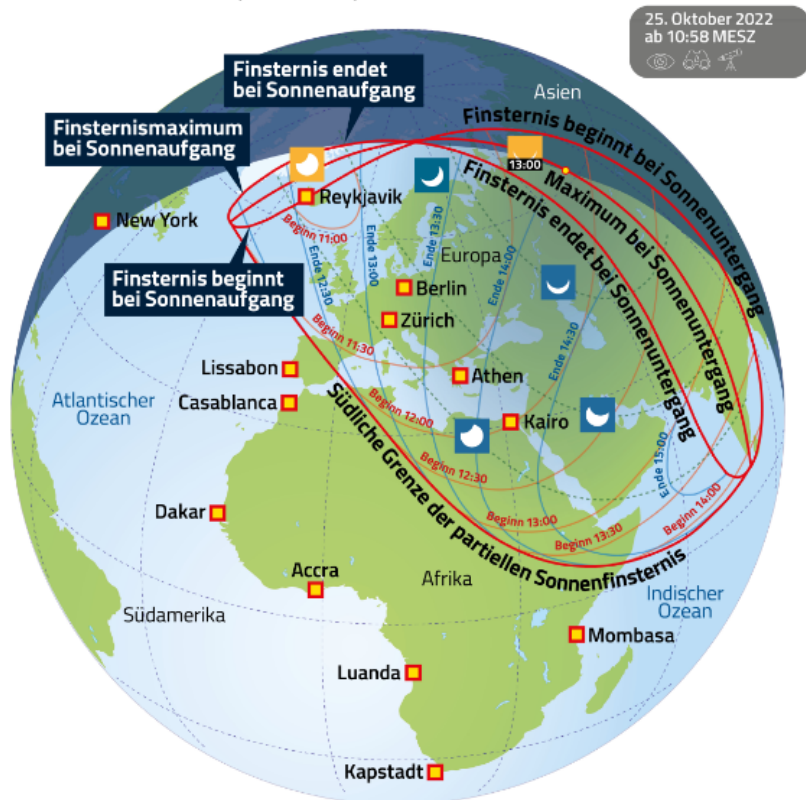 25. Oktober 2022
ab 10:58 MESZ
Finsternis endet
bei Sonnenaufgang
Asien
Finsternis beginnt bei Sonnenuntergang
Finsternismaximum
bei Sonnenaufgang
13:00
Maximum bei Sonnenuntergang
Finsternis endet bei Sonnenuntergang
Reykjavik
New York
Beginn 11:00
Ende 12:30
Ende 13:00
Ende 13:30
Ende 14:00
Europa
Finsternis beginnt
bei Sonnenaufgang
Berlin
Zürich
Beginn 11:30
Ende 14:30
Lissabon
Athen
Atlantischer
Ozean
Casablanca
Beginn 12:00
Kairo
Südliche Grenze der partiellen Sonnenfinsternis
Ende 15:00
Beginn 12:30
Beginn 13:00
Beginn 13:30
Beginn 14:00
Dakar
Accra
Afrika
Indischer
Ozean
Südamerika
Mombasa
Luanda
Kapstadt